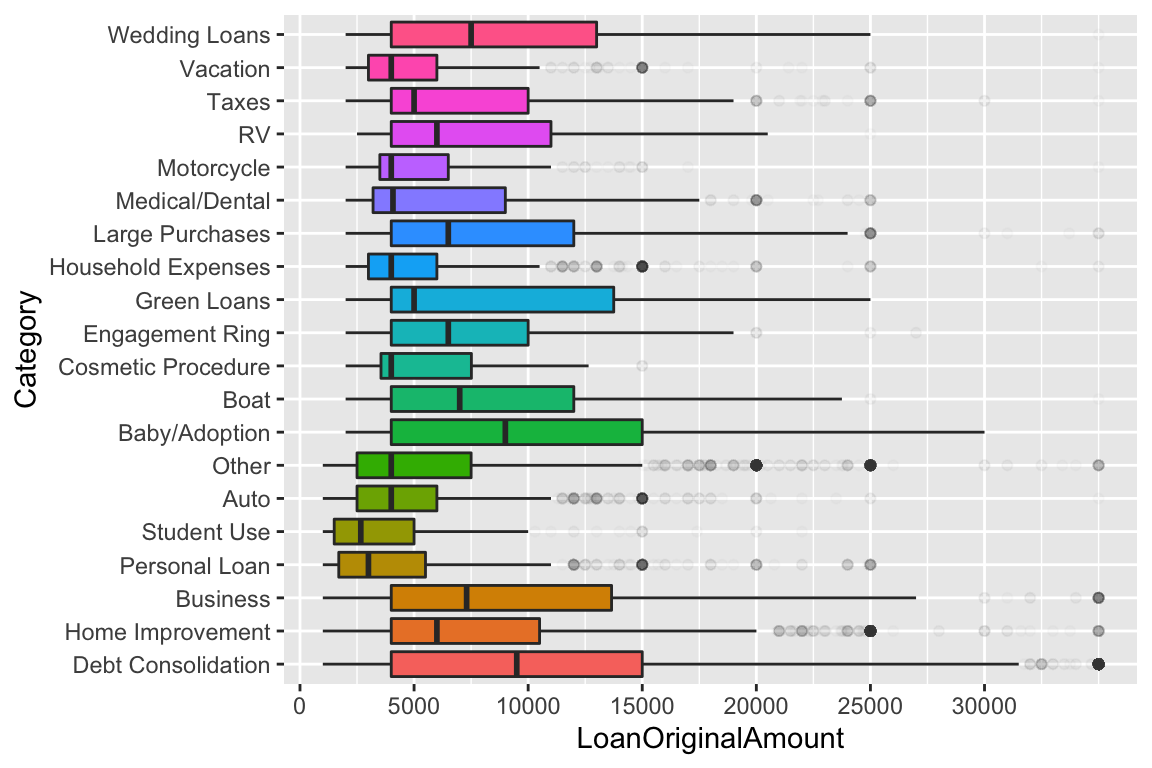 Wedding Loans
Vacation
Taxes
RV
Motorcycle
Medical/Dental
Large Purchases
Household Expenses
Green Loans
Engagement Ring
Cosmetic Procedure
Boat
Baby/Adoption
Other
Auto
Student Use
Personal Loan
Business
Home Improvement
Debt Consolidation
Category
0 5000 10000 15000 20000 25000 30000
LoanOriginalAmount